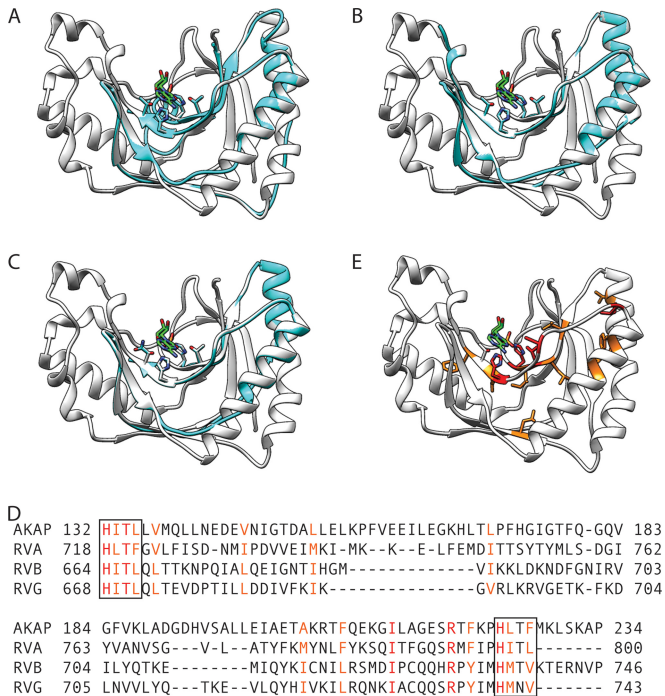 A
B
C
E
D
AKAP 132 HITLLVMQLLNEDEVNIGTDALLELKPFVEEILEGKHLTLPFHGIGTFQ-GQV 183
RVA 718 HLTFGVLFISD-NMIPDVVEIMKI-MK--K--E-LFEMDITTSYTYMLS-DGI 762
RVB 664 HITLQLTTKNPQIALQEIGNTIHGM-------------VIKKLDKNDFGNIRV 703
RVG 668 HITLQLTEVDPTILLDDIVFKIK---------------GVRLKRVGETK-FKD 704
AKAP 184 GFVKLADGDHVSALLEIAETAKRTFQEKGILAGESRTFKPHLTFMKLSKAP 234
RVA 763 YVANVSG----VLSLYFKMYNLFYKSQITFGQSRMFIPHITL------- 800
RVB 704 ILYQTKE------MIQYKICNILRSMDIPCQQHRPYIMHMTVKTERNVP 746
RVG 705 LNVVLYQ--TKE--VLQYKIVKILRQNKIACQQSRPYIMHMNV------ 743